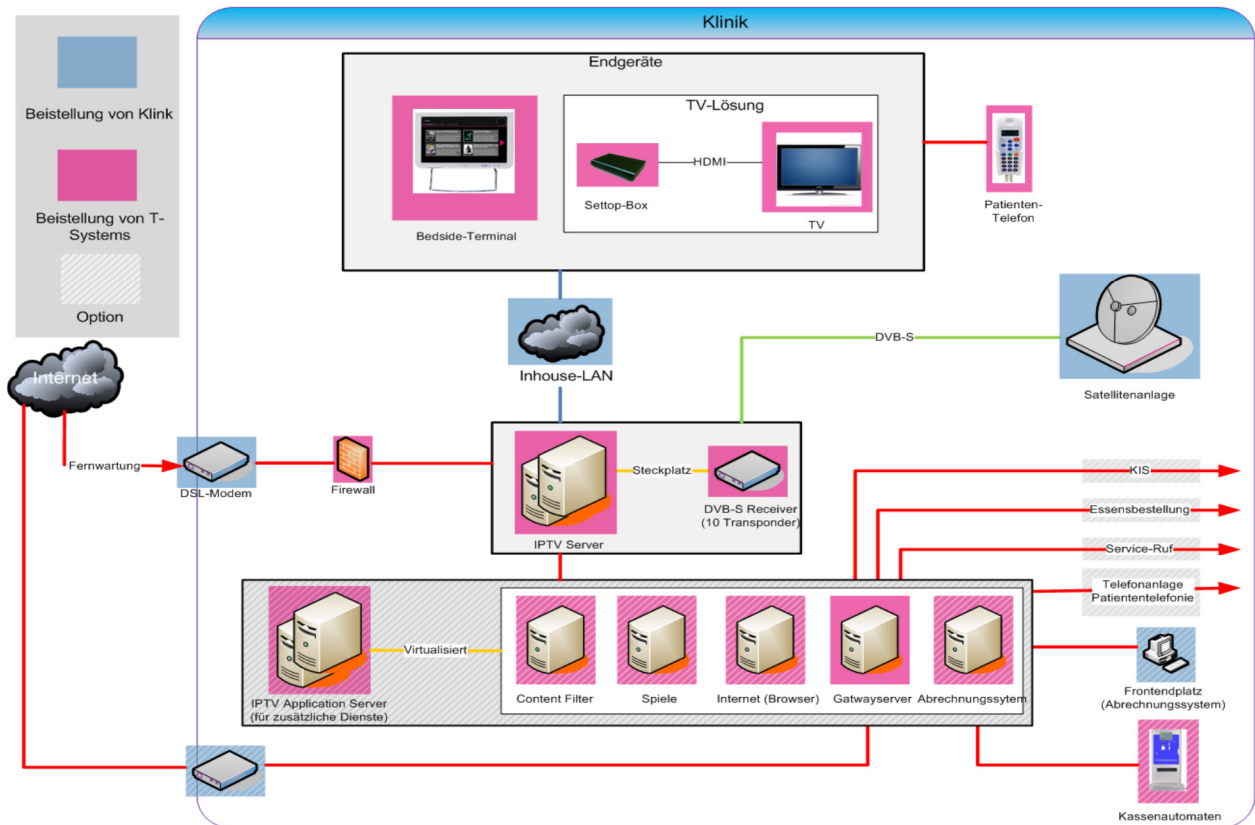 Klinik
Beistellung von Klink
Beistellung von T-
Systems
Option
Endgeräte
TV-Lösung
HDMI
Settop-Box
TV
Bedside-Terminal
Patienten-
Telefon
Inhouse-LAN
DVB-S
Satellitenanlage
Internet
Fernwartung
DSL-Modem
Firewall
Steckplatz
IPTV Server
DVB-S Receiver
(10 Transponder)
KIS
Essensbestellung
Service-Ruf
Telefonanlage
Patiententelefonie
Virtualisiert
IPTV Application Server
(für zusätzliche Dienste)
Content Filter
Spiele
Internet (Browser)
Gatwayserver
Abrechnungssytem
Frontendplatz
(Abrechnungssystem)
Kassenautomaten